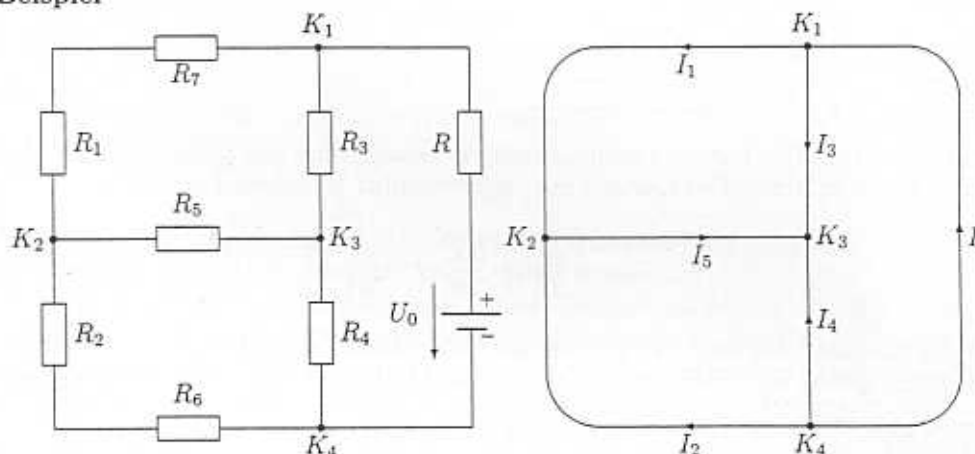 Beispiel
K₁ K₁
R₇ I₁
R₁ R₃ R I₃
R₅
K₂ K₃ K₂ I₅ K₃ I
U₀ +
R₂ R₄ − I₄
R₆
K₄ I₂ K₄